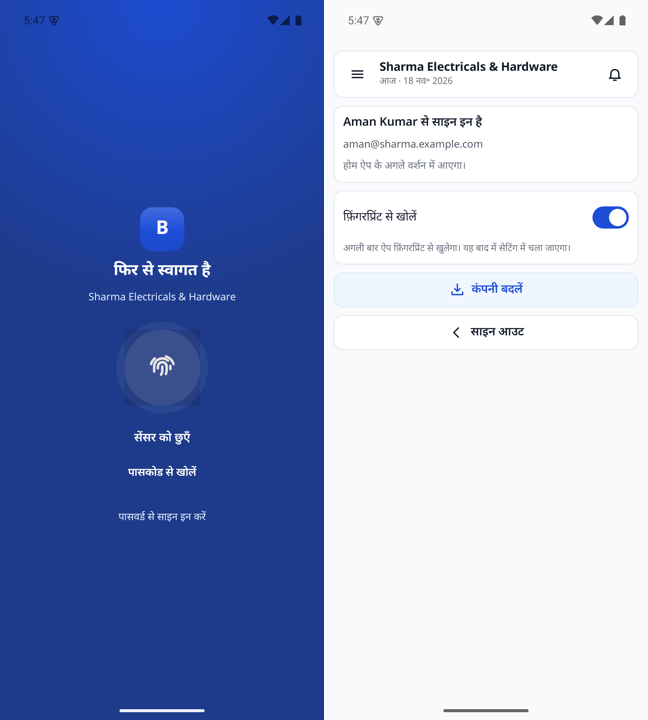 5:47
B
फिर से स्वागत है
Sharma Electricals & Hardware
सेंसर को छुएँ
पासकोड से खोलें
पासवर्ड से साइन इन करें
5:47
Sharma Electricals & Hardware
आज · 18 नव॰ 2026
Aman Kumar से साइन इन है
aman@sharma.example.com
होम ऐप के अगले वर्शन में आएगा।
फ़िंगरप्रिंट से खोलें
अगली बार ऐप फ़िंगरप्रिंट से खुलेगा। यह बाद में सेटिंग में चला जाएगा।
कंपनी बदलें
साइन आउट